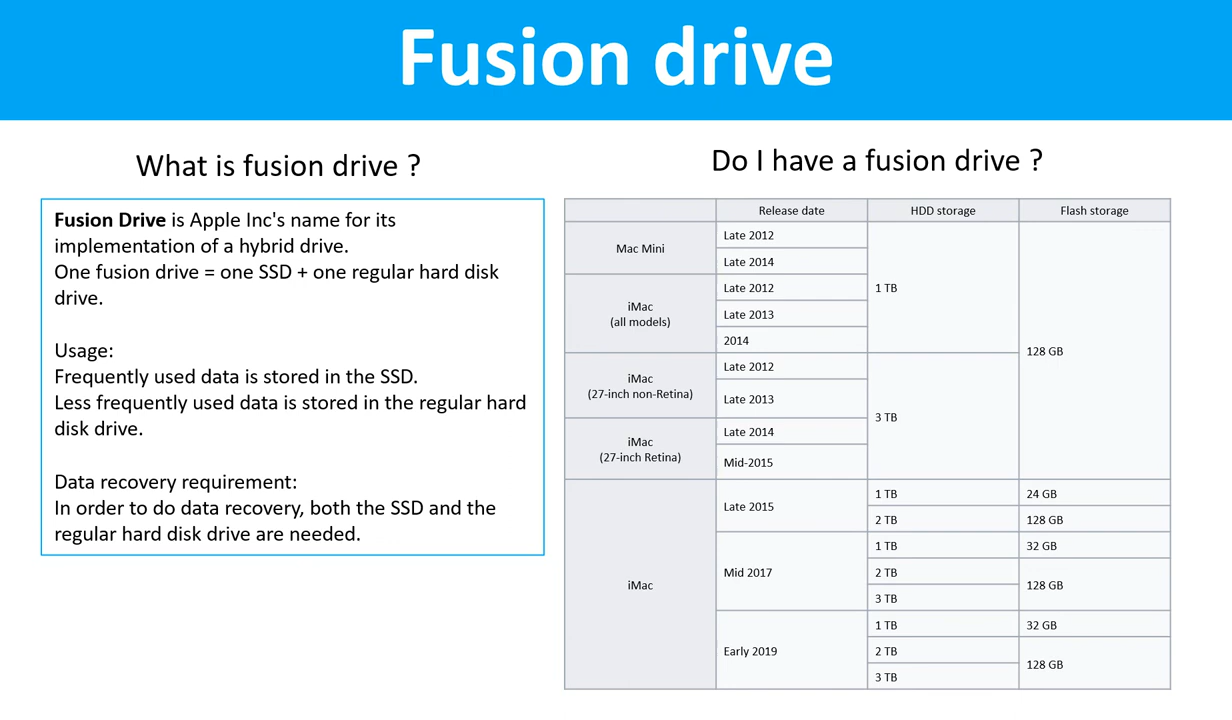 Fusion drive
What is fusion drive ?
Fusion Drive is Apple Inc's name for its
implementation of a hybrid drive.
One fusion drive = one SSD + one regular hard disk
drive.
Usage:
Frequently used data is stored in the SSD.
Less frequently used data is stored in the regular hard
disk drive.
Data recovery requirement:
In order to do data recovery, both the SSD and the
regular hard disk drive are needed.
Do I have a fusion drive ?
Release date HDD storage Flash storage
Mac Mini
Late 2012
Late 2014
iMac
(all models)
Late 2012
Late 2013
2014
1 TB
iMac
(27-inch non-Retina)
Late 2012
Late 2013
iMac
(27-inch Retina)
Late 2014
Mid-2015
3 TB
128 GB
iMac
Late 2015
1 TB 24 GB
2 TB 128 GB
Mid 2017
1 TB 32 GB
2 TB
3 TB
128 GB
Early 2019
1 TB 32 GB
2 TB
3 TB
128 GB